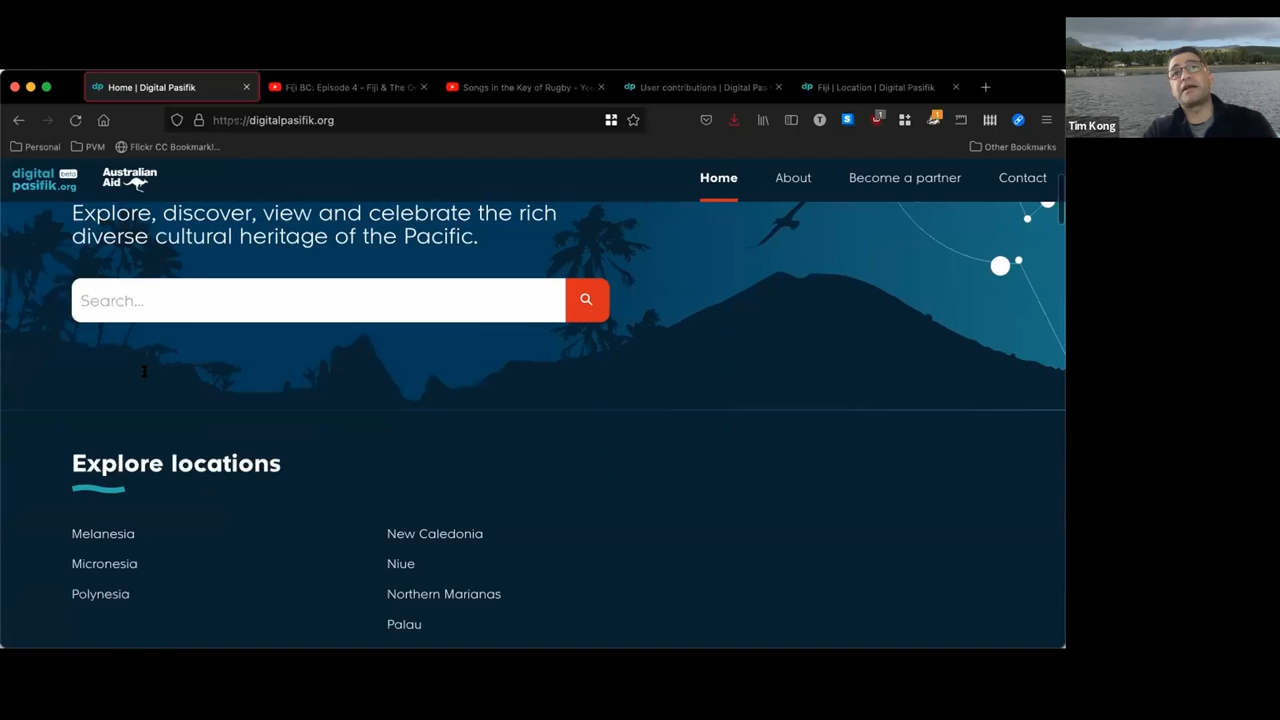 Home | Digital Pasifik
Fiji BC: Episode 4 - Fiji & The O
Songs in the Key of Rugby - Yo
User contributions | Digital Pas
Fiji | Location | Digital Pasifik
https://digitalpasifik.org
Personal
PVM
Flickr CC Bookmarkl...
Other Bookmarks
digital beta
pasifik.org
Australian
Aid
Home
About
Become a partner
Contact
Explore, discover, view and celebrate the rich
diverse cultural heritage of the Pacific.
Search...
Explore locations
Melanesia
New Caledonia
Micronesia
Niue
Polynesia
Northern Marianas
Palau
Tim Kong